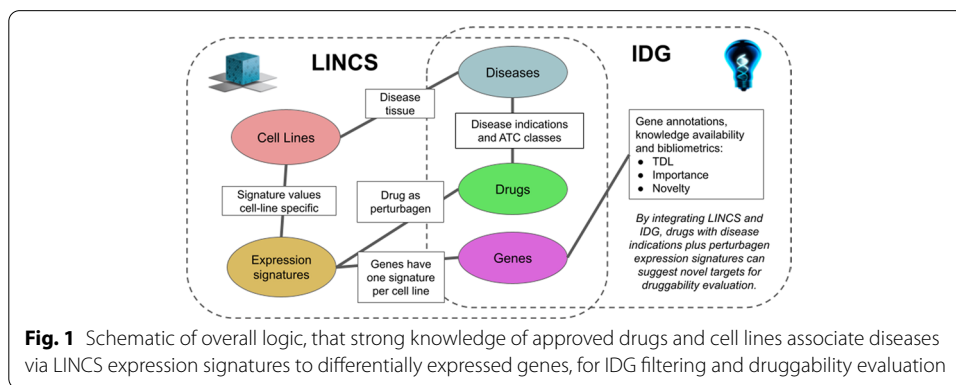 LINCS
IDG
Diseases
Disease
tissue
Cell Lines
Disease indications
and ATC classes
Gene annotations,
knowledge availability
and bibliometrics:
● TDL
● Importance
● Novelty
Signature values
cell-line specific
Drug as
perturbagen
Drugs
By integrating LINCS and
IDG, drugs with disease
indications plus perturbagen
expression signatures can
suggest novel targets for
druggability evaluation.
Expression
signatures
Genes have
one signature
per cell line
Genes
Fig. 1 Schematic of overall logic, that strong knowledge of approved drugs and cell lines associate diseases
via LINCS expression signatures to differentially expressed genes, for IDG filtering and druggability evaluation